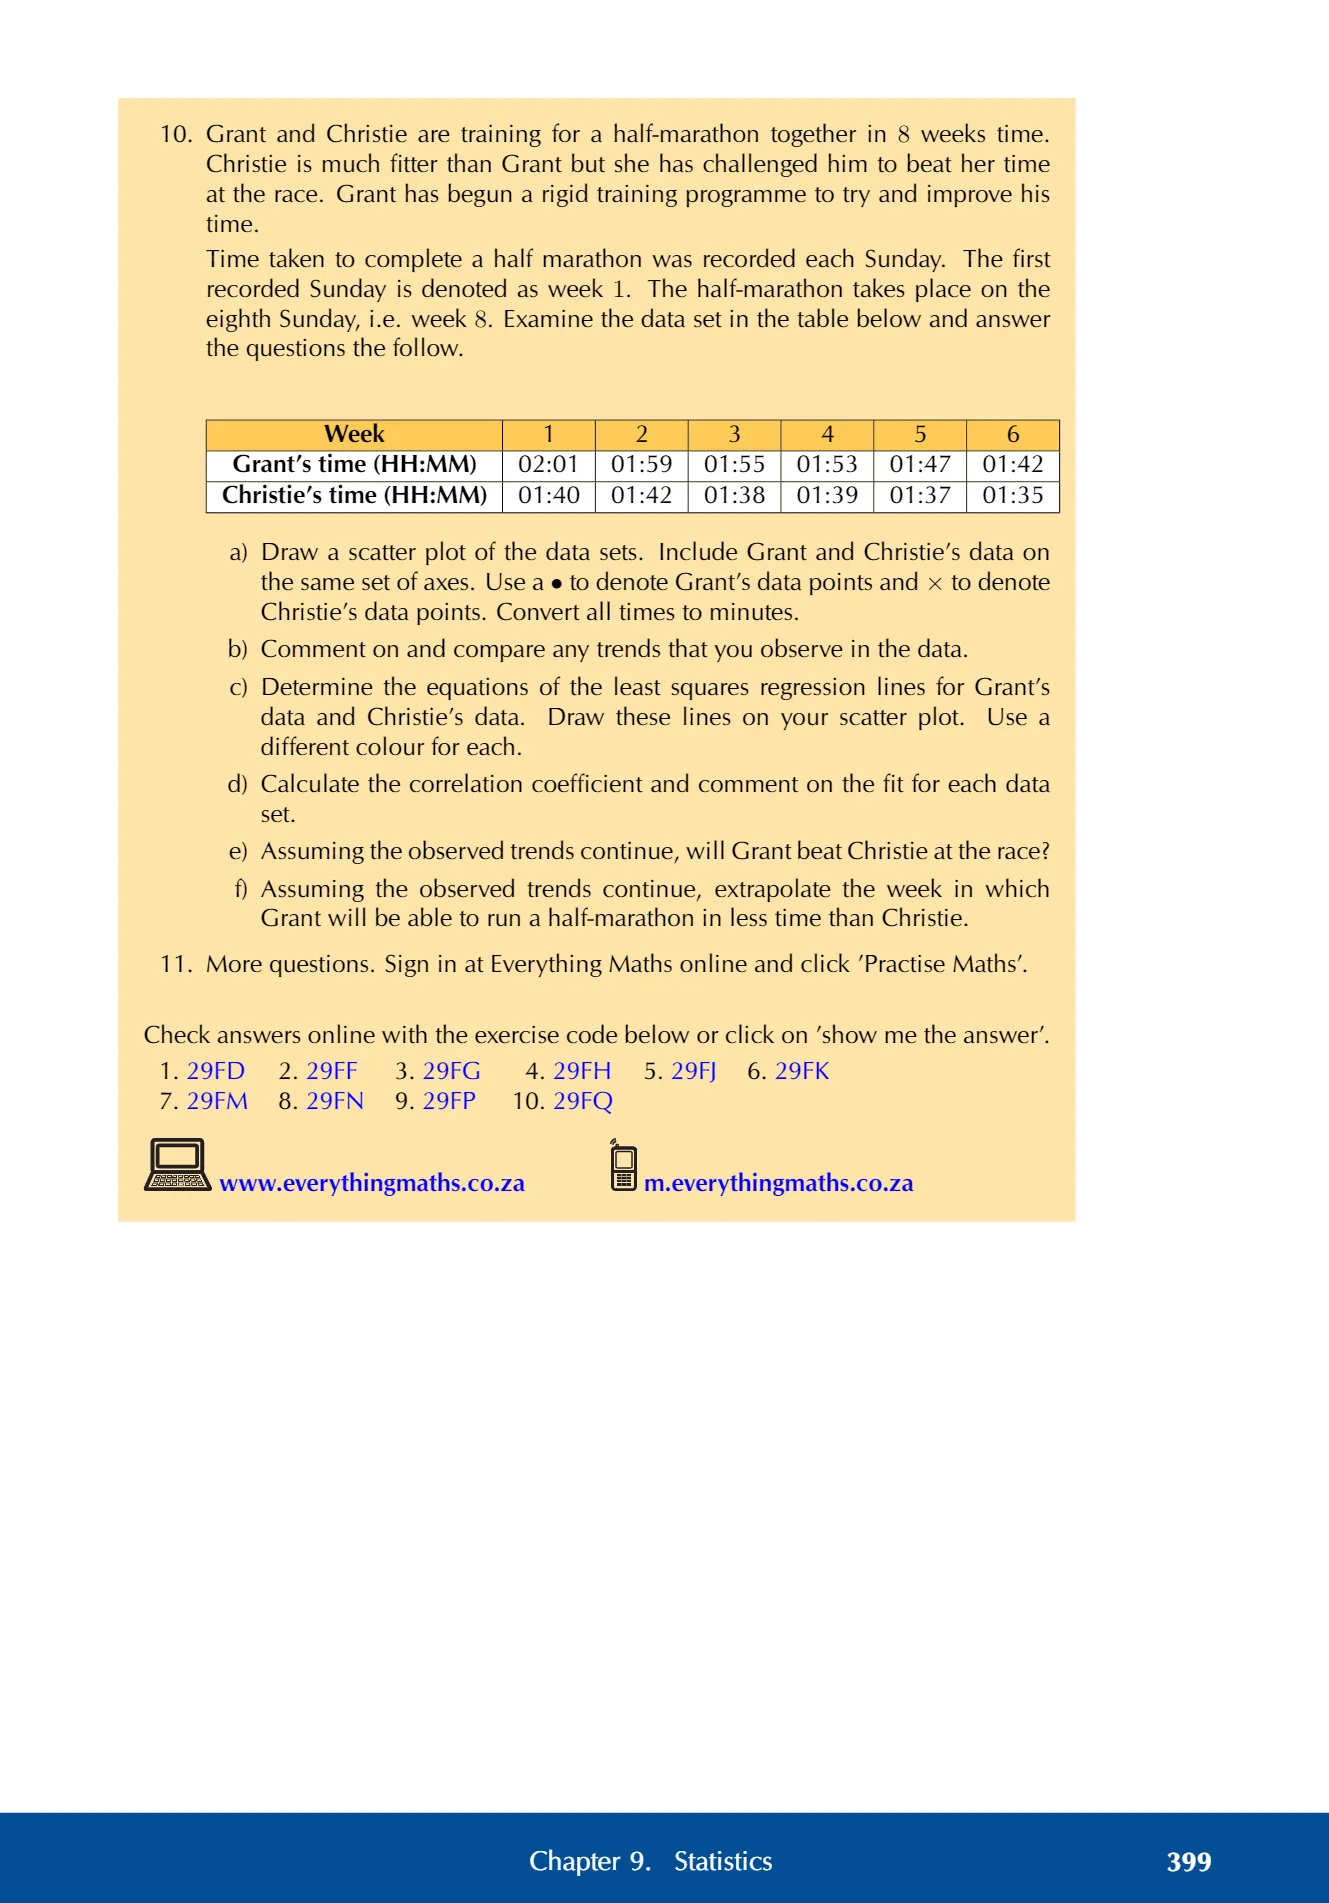 10. Grant and Christie are training for a half-marathon together in 8 weeks time.
Christie is much fitter than Grant but she has challenged him to beat her time
at the race. Grant has begun a rigid training programme to try and improve his
time.
Time taken to complete a half marathon was recorded each Sunday. The first
recorded Sunday is denoted as week 1. The half-marathon takes place on the
eighth Sunday, i.e. week 8. Examine the data set in the table below and answer
the questions the follow.
Week 1 2 3 4 5 6
Grant's time (HH:MM) 02:01 01:59 01:55 01:53 01:47 01:42
Christie's time (HH:MM) 01:40 01:42 01:38 01:39 01:37 01:35
a) Draw a scatter plot of the data sets. Include Grant and Christie's data on
the same set of axes. Use a • to denote Grant's data points and × to denote
Christie's data points. Convert all times to minutes.
b) Comment on and compare any trends that you observe in the data.
c) Determine the equations of the least squares regression lines for Grant's
data and Christie's data. Draw these lines on your scatter plot. Use a
different colour for each.
d) Calculate the correlation coefficient and comment on the fit for each data
set.
e) Assuming the observed trends continue, will Grant beat Christie at the race?
f) Assuming the observed trends continue, extrapolate the week in which
Grant will be able to run a half-marathon in less time than Christie.
11. More questions. Sign in at Everything Maths online and click 'Practise Maths'.
Check answers online with the exercise code below or click on 'show me the answer'.
1. 29FD 2. 29FF 3. 29FG 4. 29FH 5. 29FJ 6. 29FK
7. 29FM 8. 29FN 9. 29FP 10. 29FQ
www.everythingmaths.co.za m.everythingmaths.co.za
Chapter 9. Statistics 399